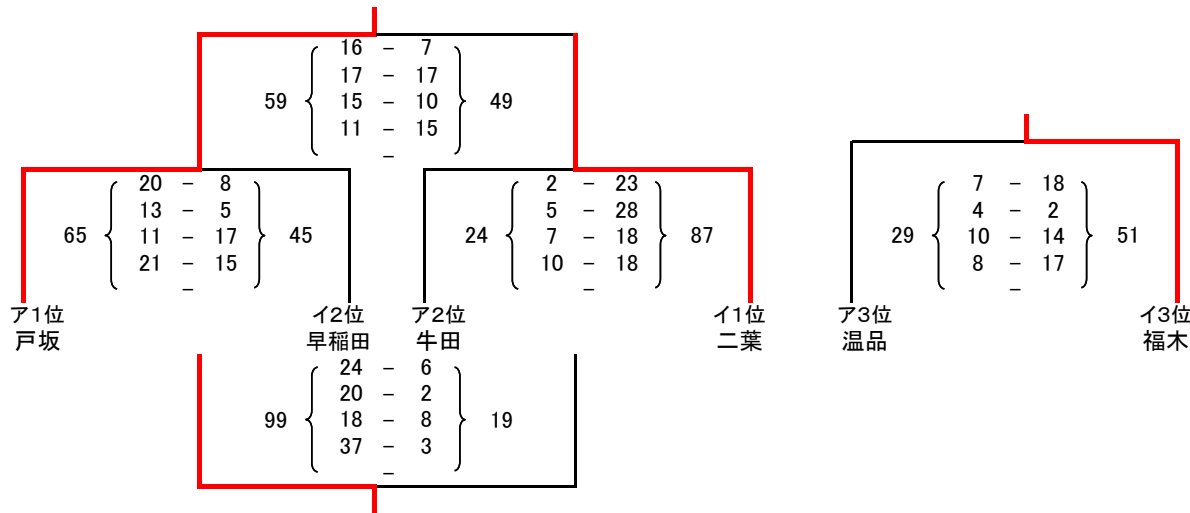 16 － 7
17 － 17
59 15 － 10 49
11 － 15
－
20 － 8
13 － 5
65 11 － 17 45
21 － 15
－
2 － 23
5 － 28
24 7 － 18 87
10 － 18
－
7 － 18
4 － 2
29 10 － 14 51
8 － 17
－
ア1位 イ2位 ア2位 イ1位 ア3位 イ3位
戸坂 早稲田 牛田 二葉 温品 福木
24 － 6
20 － 2
99 18 － 8 19
37 － 3
－